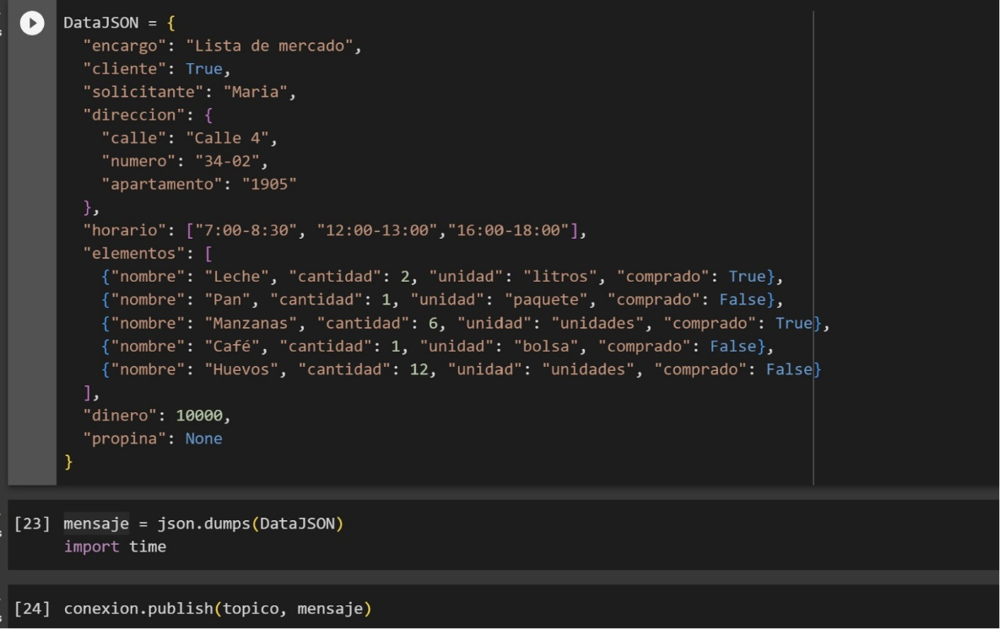 DataJSON = {
"encargo": "Lista de mercado",
"cliente": True,
"solicitante": "Maria",
"direccion": {
"calle": "Calle 4",
"numero": "34-02",
"apartamento": "1905"
},
"horario": ["7:00-8:30", "12:00-13:00","16:00-18:00"],
"elementos": [
{"nombre": "Leche", "cantidad": 2, "unidad": "litros", "comprado": True},
{"nombre": "Pan", "cantidad": 1, "unidad": "paquete", "comprado": False},
{"nombre": "Manzanas", "cantidad": 6, "unidad": "unidades", "comprado": True},
{"nombre": "Café", "cantidad": 1, "unidad": "bolsa", "comprado": False},
{"nombre": "Huevos", "cantidad": 12, "unidad": "unidades", "comprado": False}
],
"dinero": 10000,
"propina": None
}
[23] mensaje = json.dumps(DataJSON)
import time
[24] conexion.publish(topico, mensaje)